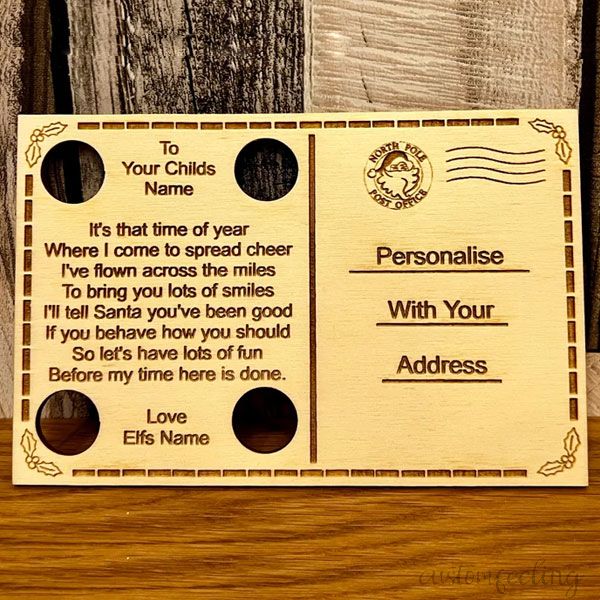 To
Your Childs
Name
It's that time of year
Where I come to spread cheer
I've flown across the miles
To bring you lots of smiles
I'll tell Santa you've been good
If you behave how you should
So let's have lots of fun
Before my time here is done.
Love
Elfs Name
NORTH POLE
POST OFFICE
Personalise
With Your
Address
customfeeling